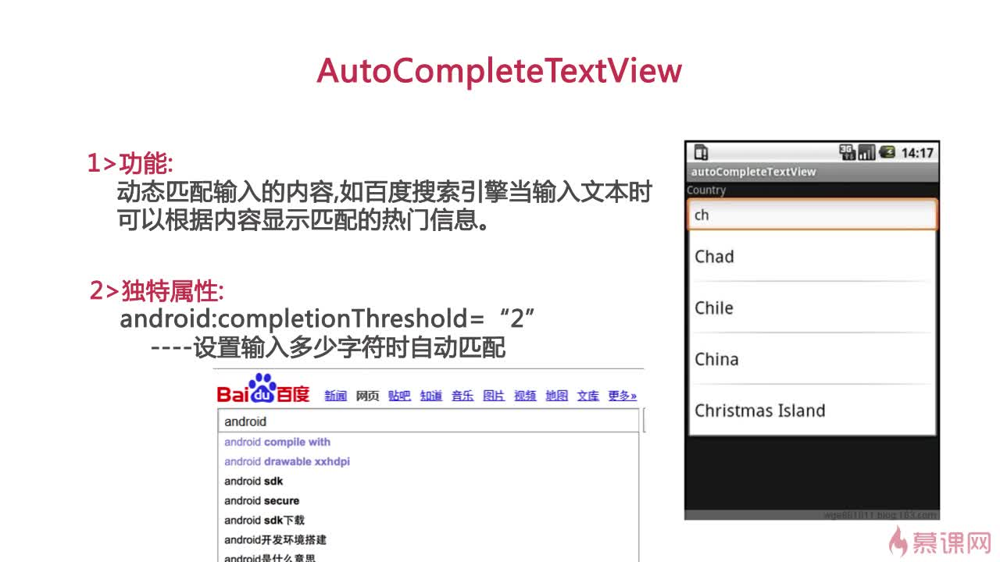 AutoCompleteTextView
1>功能:
动态匹配输入的内容,如百度搜索引擎当输入文本时
可以根据内容显示匹配的热门信息。
2>独特属性:
android:completionThreshold=“2”
----设置输入多少字符时自动匹配
Bai du 百度 新闻 网页 贴吧 知道 音乐 图片 视频 地图 文库 更多»
android
android compile with
android drawable xxhdpi
android sdk
android secure
android sdk下载
android开发环境搭建
android是什么意思
3G 14:17
autoCompleteTextView
Country
ch
Chad
Chile
China
Christmas Island
慕课网